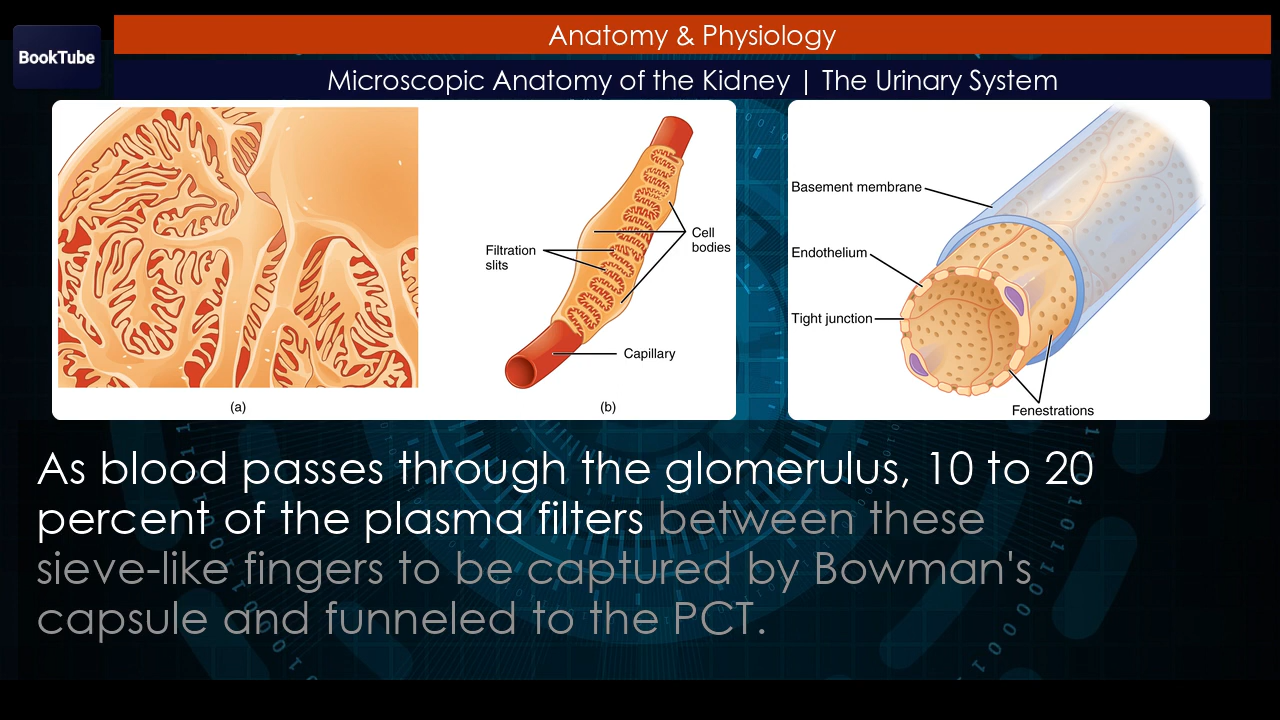 BookTube
Anatomy & Physiology
Microscopic Anatomy of the Kidney | The Urinary System
Filtration
slits
Cell
bodies
Capillary
(a)
(b)
Basement membrane
Endothelium
Tight junction
Fenestrations
As blood passes through the glomerulus, 10 to 20
percent of the plasma filters between these
sieve-like fingers to be captured by Bowman's
capsule and funneled to the PCT.